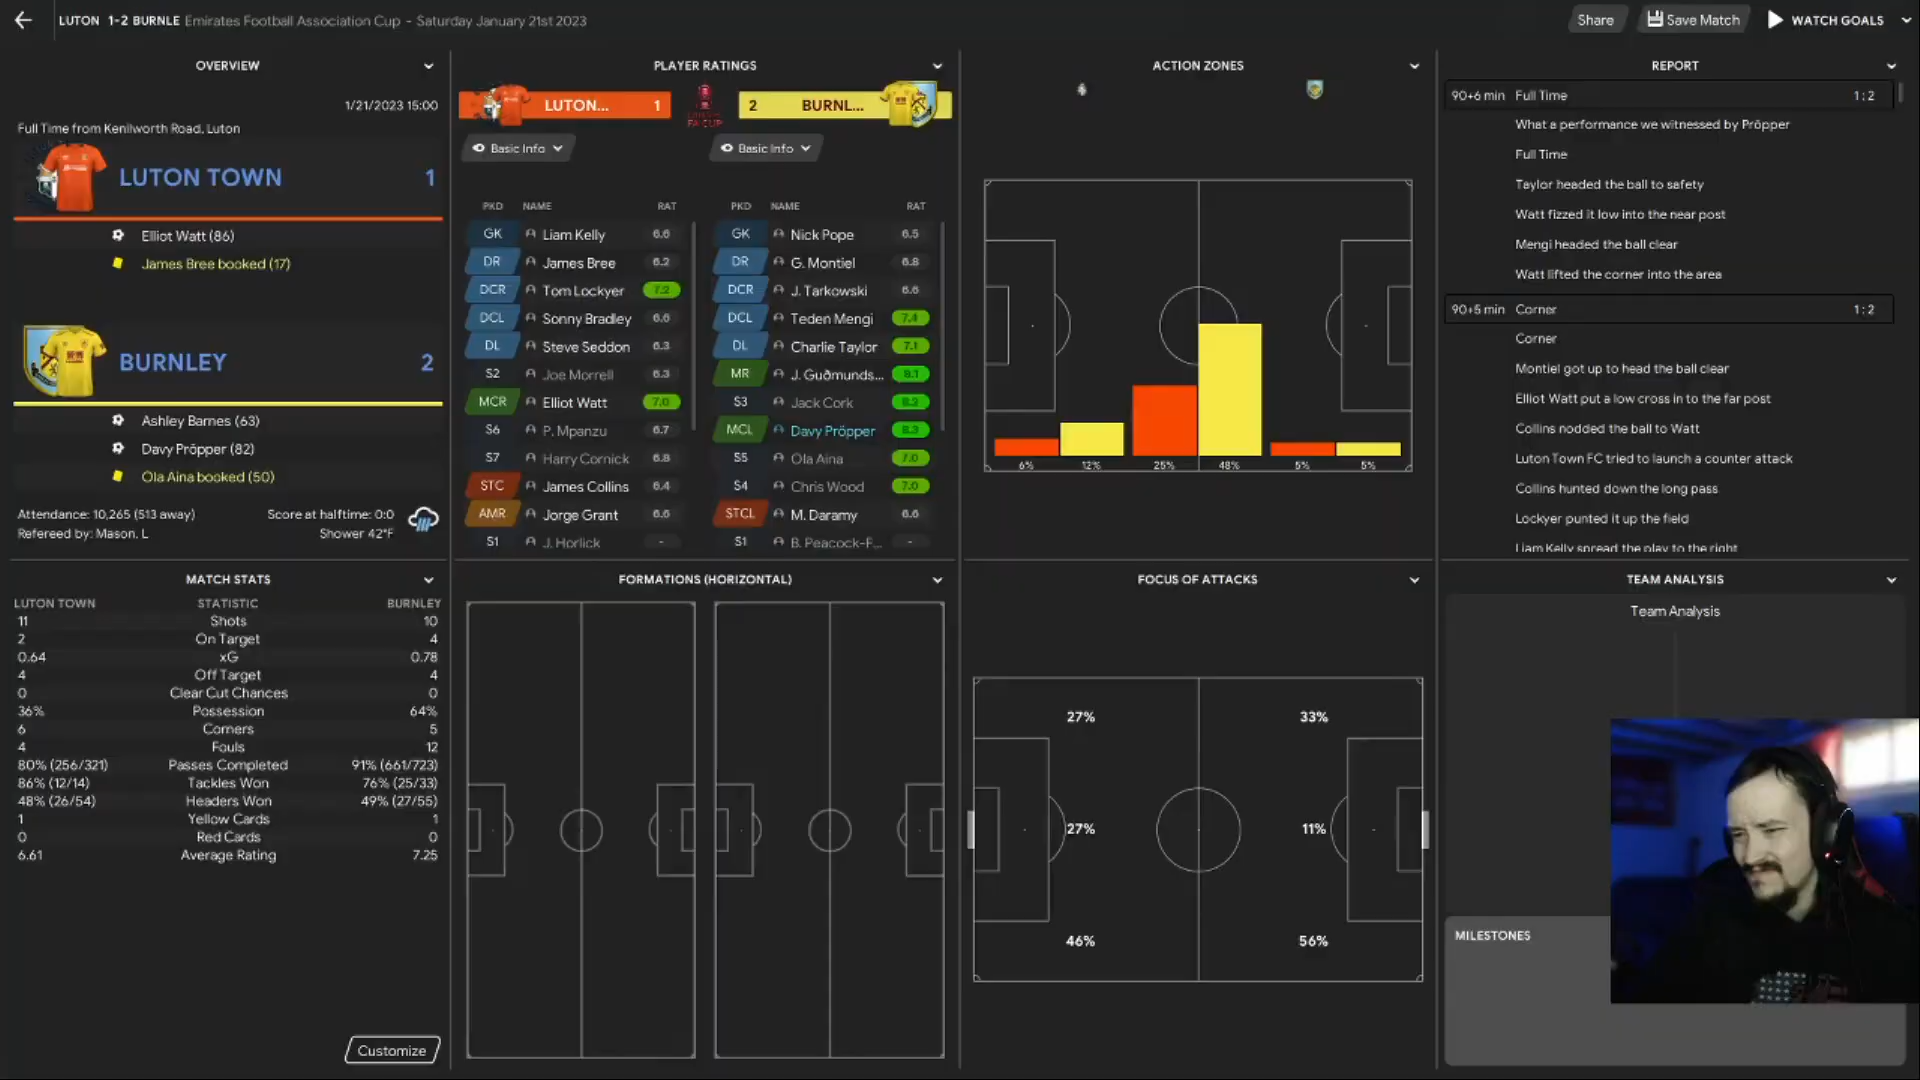 LUTON 1-2 BURNLE Emirates Football Association Cup - Saturday January 21st 2023
Share
Save Match
WATCH GOALS
OVERVIEW
1/21/2023 15:00
Full Time from Kenilworth Road, Luton
LUTON TOWN 1
Elliot Watt (86)
James Bree booked (17)
BURNLEY 2
Ashley Barnes (63)
Davy Pröpper (82)
Ola Aina booked (50)
Attendance: 10,265 (513 away)
Score at halftime: 0:0
Refereed by: Mason. L
Shower 42°F
PLAYER RATINGS
LUTON... 1
2 BURNL...
Basic Info
Basic Info
PKD NAME RAT
GK Liam Kelly 6.6
DR James Bree 6.2
DCR Tom Lockyer 7.2
DCL Sonny Bradley 6.6
DL Steve Seddon 6.3
S2 Joe Morrell 6.3
MCR Elliot Watt 7.0
S6 P. Mpanzu 6.7
S7 Harry Cornick 6.8
STC James Collins 6.4
AMR Jorge Grant 6.6
S1 J. Horlick -
PKD NAME RAT
GK Nick Pope 6.5
DR G. Montiel 6.8
DCR J. Tarkowski 6.6
DCL Teden Mengi 7.4
DL Charlie Taylor 7.1
MR J. Guðmunds... 8.1
S3 Jack Cork 8.2
MCL Davy Pröpper 8.3
S5 Ola Aina 7.0
S4 Chris Wood 7.0
STCL M. Daramy 6.6
S1 B. Peacock-F... -
ACTION ZONES
6% 12% 25% 48% 5% 5%
REPORT
90+6 min Full Time 1:2
What a performance we witnessed by Pröpper
Full Time
Taylor headed the ball to safety
Watt fizzed it low into the near post
Mengi headed the ball clear
Watt lifted the corner into the area
90+5 min Corner 1:2
Corner
Montiel got up to head the ball clear
Elliot Watt put a low cross in to the far post
Collins nodded the ball to Watt
Luton Town FC tried to launch a counter attack
Collins hunted down the long pass
Lockyer punted it up the field
Liam Kelly spread the play to the right
MATCH STATS
LUTON TOWN STATISTIC BURNLEY
11 Shots 10
2 On Target 4
0.64 xG 0.78
4 Off Target 4
0 Clear Cut Chances 0
36% Possession 64%
6 Corners 5
4 Fouls 12
80% (256/321) Passes Completed 91% (661/723)
86% (12/14) Tackles Won 76% (25/33)
48% (26/54) Headers Won 49% (27/55)
1 Yellow Cards 1
0 Red Cards 0
6.61 Average Rating 7.25
Customize
FORMATIONS (HORIZONTAL)
FOCUS OF ATTACKS
27% 33%
27% 11%
46% 56%
TEAM ANALYSIS
Team Analysis
MILESTONES